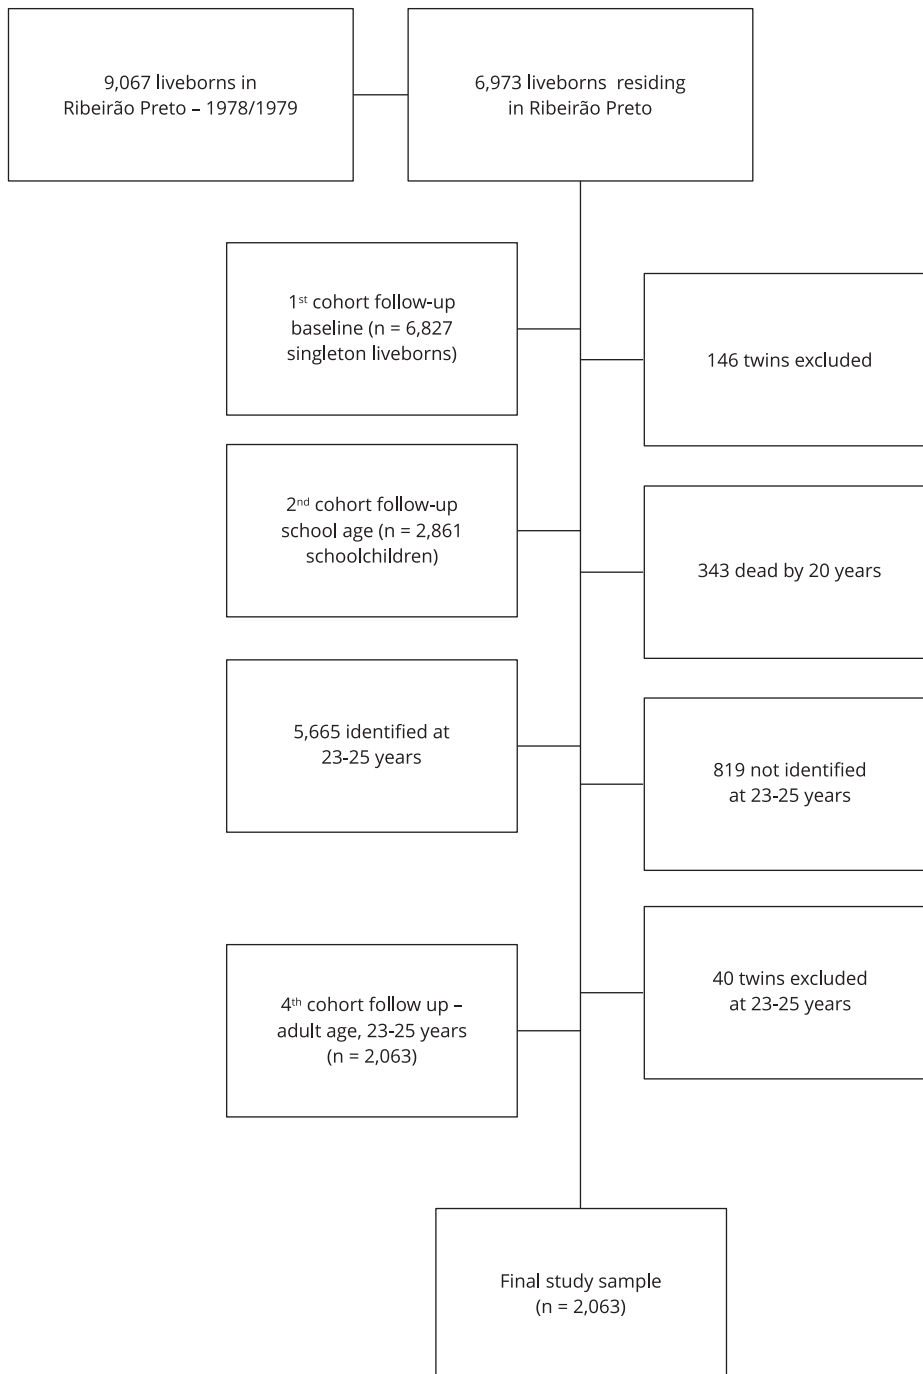 9,067 liveborns in
Ribeirão Preto – 1978/1979
6,973 liveborns residing
in Ribeirão Preto
1st cohort follow-up
baseline (n = 6,827
singleton liveborns)
146 twins excluded
2nd cohort follow-up
school age (n = 2,861
schoolchildren)
343 dead by 20 years
5,665 identified at
23-25 years
819 not identified
at 23-25 years
40 twins excluded
at 23-25 years
4th cohort follow up –
adult age, 23-25 years
(n = 2,063)
Final study sample
(n = 2,063)